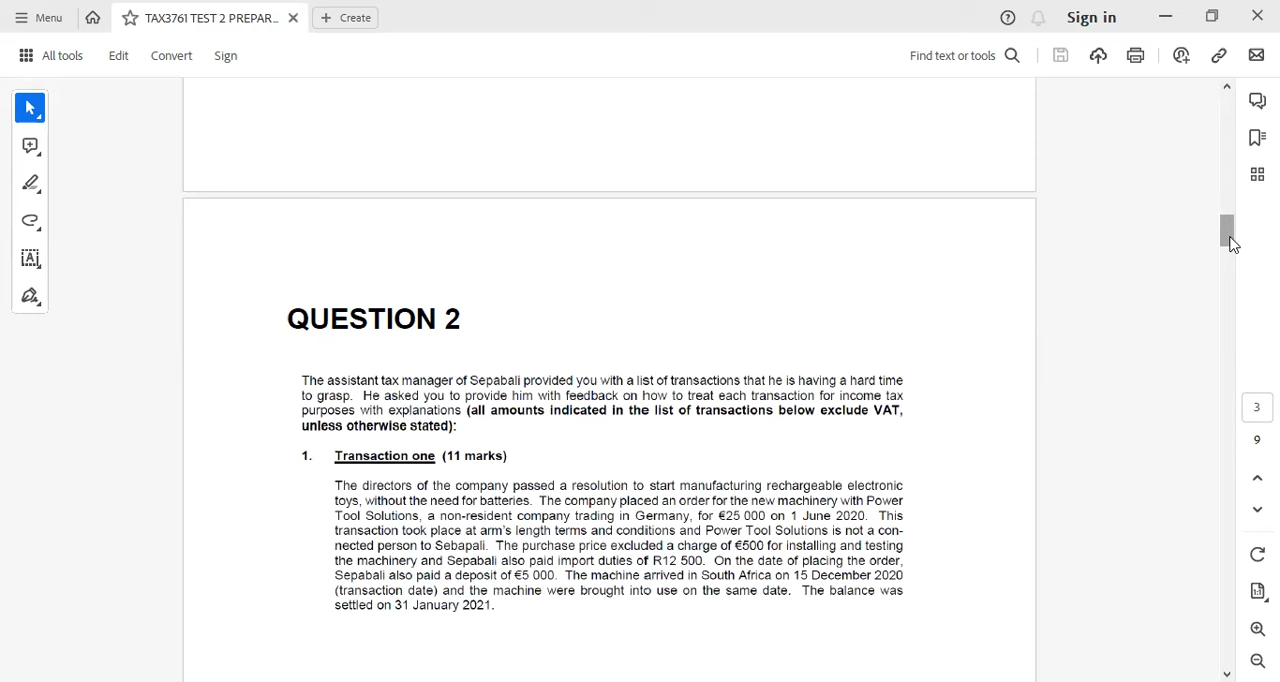 Menu
TAX3761 TEST 2 PREPAR...
Create
Sign in
All tools
Edit
Convert
Sign
Find text or tools
QUESTION 2
The assistant tax manager of Sepabali provided you with a list of transactions that he is having a hard time
to grasp. He asked you to provide him with feedback on how to treat each transaction for income tax
purposes with explanations (all amounts indicated in the list of transactions below exclude VAT,
unless otherwise stated):
1. Transaction one (11 marks)
The directors of the company passed a resolution to start manufacturing rechargeable electronic
toys, without the need for batteries. The company placed an order for the new machinery with Power
Tool Solutions, a non-resident company trading in Germany, for €25 000 on 1 June 2020. This
transaction took place at arm's length terms and conditions and Power Tool Solutions is not a con-
nected person to Sebapali. The purchase price excluded a charge of €500 for installing and testing
the machinery and Sepabali also paid import duties of R12 500. On the date of placing the order,
Sepabali also paid a deposit of €5 000. The machine arrived in South Africa on 15 December 2020
(transaction date) and the machine were brought into use on the same date. The balance was
settled on 31 January 2021.
3
9